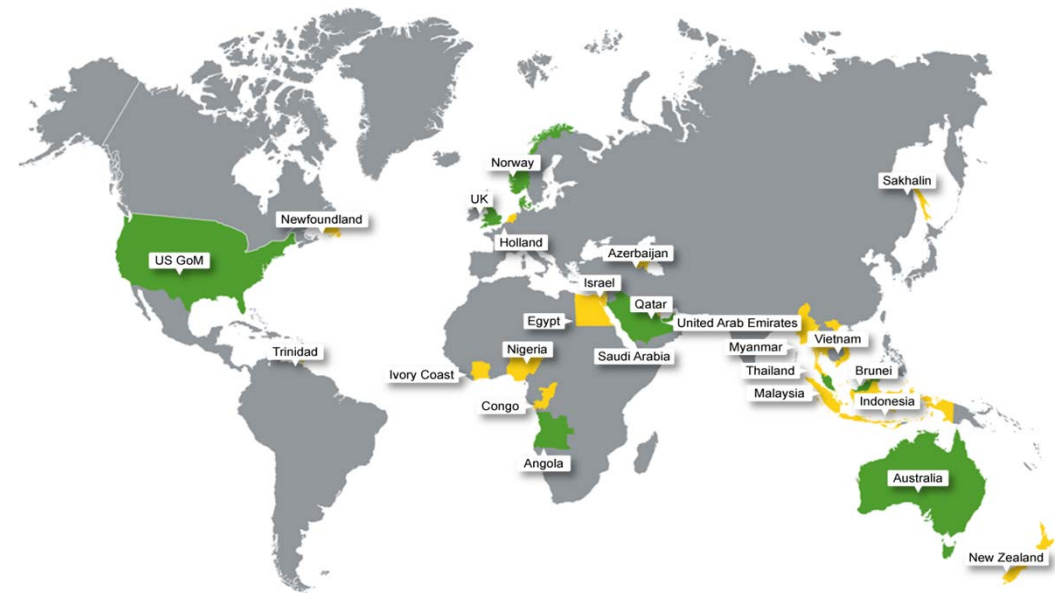 Norway
Sakhalin
UK
Newfoundland
Holland
Azerbaijan
US GoM
Israel
Qatar
Egypt
United Arab Emirates
Vietnam
Myanmar
Nigeria
Trinidad
Saudi Arabia
Thailand
Brunei
Ivory Coast
Malaysia
Indonesia
Congo
Angola
Australia
New Zealand